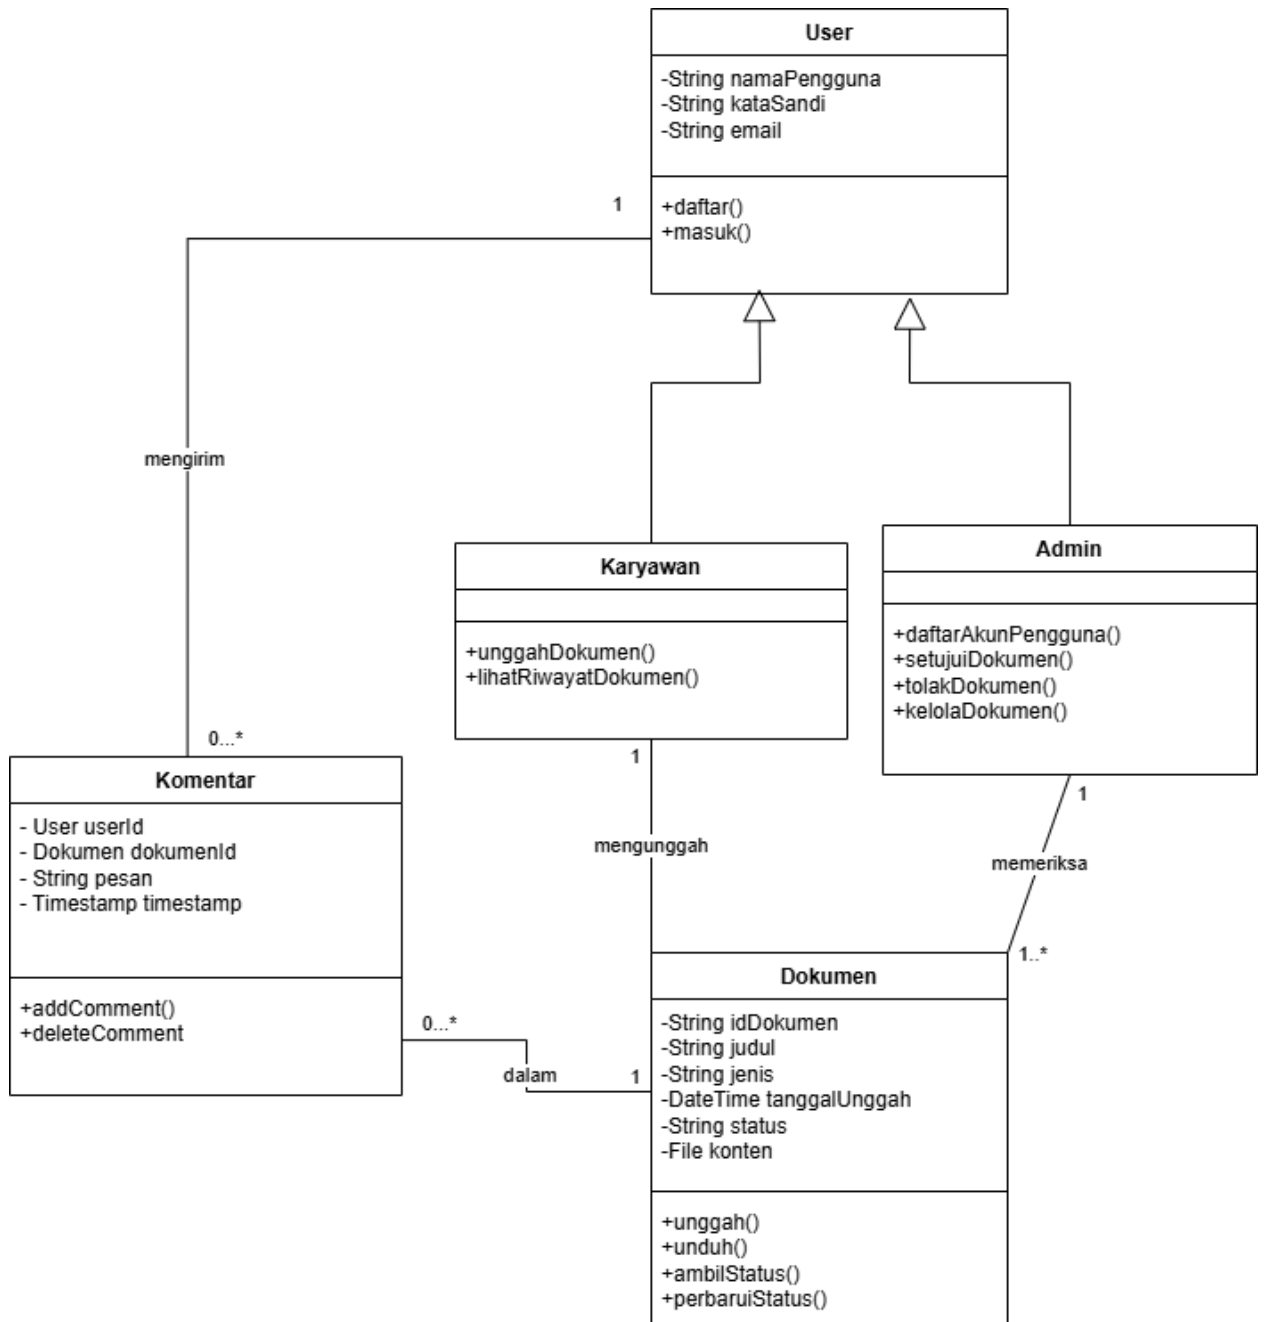 User
-String namaPengguna
-String kataSandi
-String email
1
+daftar()
+masuk()
mengirim
Karyawan
+unggahDokumen()
+lihatRiwayatDokumen()
Admin
+daftarAkunPengguna()
+setujuiDokumen()
+tolakDokumen()
+kelolaDokumen()
0...*
1
1
Komentar
- User userId
- Dokumen dokumenId
- String pesan
- Timestamp timestamp
+addComment()
+deleteComment
mengunggah
memeriksa
1..*
0...*
dalam
1
Dokumen
-String idDokumen
-String judul
-String jenis
-DateTime tanggalUnggah
-String status
-File konten
+unggah()
+unduh()
+ambilStatus()
+perbaruiStatus()